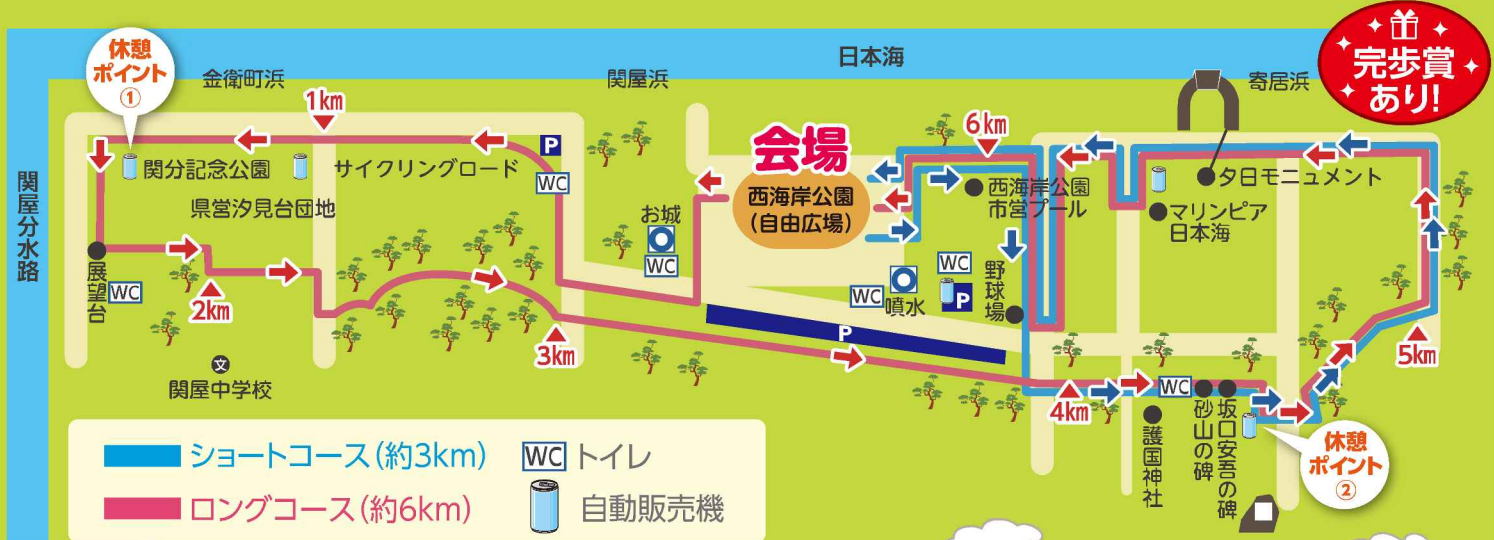 日本海
完歩賞
あり!
休憩
ポイント
①
金衛町浜
関屋浜
寄居浜
1km
6km
会場
西海岸公園
(自由広場)
P
WC
関分記念公園
サイクリングロード
県営汐見台団地
お城
WC
西海岸公園
市営プール
夕日モニュメント
マリンピア
日本海
関屋分水路
展望台
WC
2km
WC
噴水
WC
P
野球場
3km
P
5km
4km
WC
文
関屋中学校
護国神社
砂山の碑
坂口安吾の碑
休憩
ポイント
②
ショートコース(約3km)
WC トイレ
ロングコース(約6km)
自動販売機